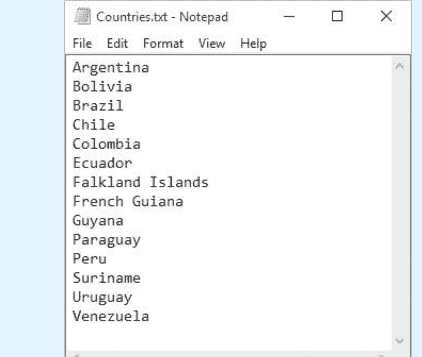 Countries.txt - Notepad
File Edit Format View Help
Argentina
Bolivia
Brazil
Chile
Colombia
Ecuador
Falkland Islands
French Guiana
Guyana
Paraguay
Peru
Suriname
Uruguay
Venezuela